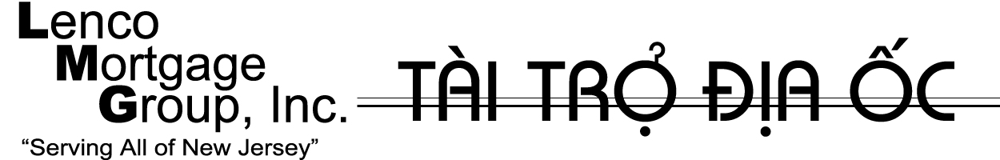 Lenco
Mortgage
Group, Inc.
“Serving All of New Jersey”
TÀI TRỢ ĐỊA ỐC